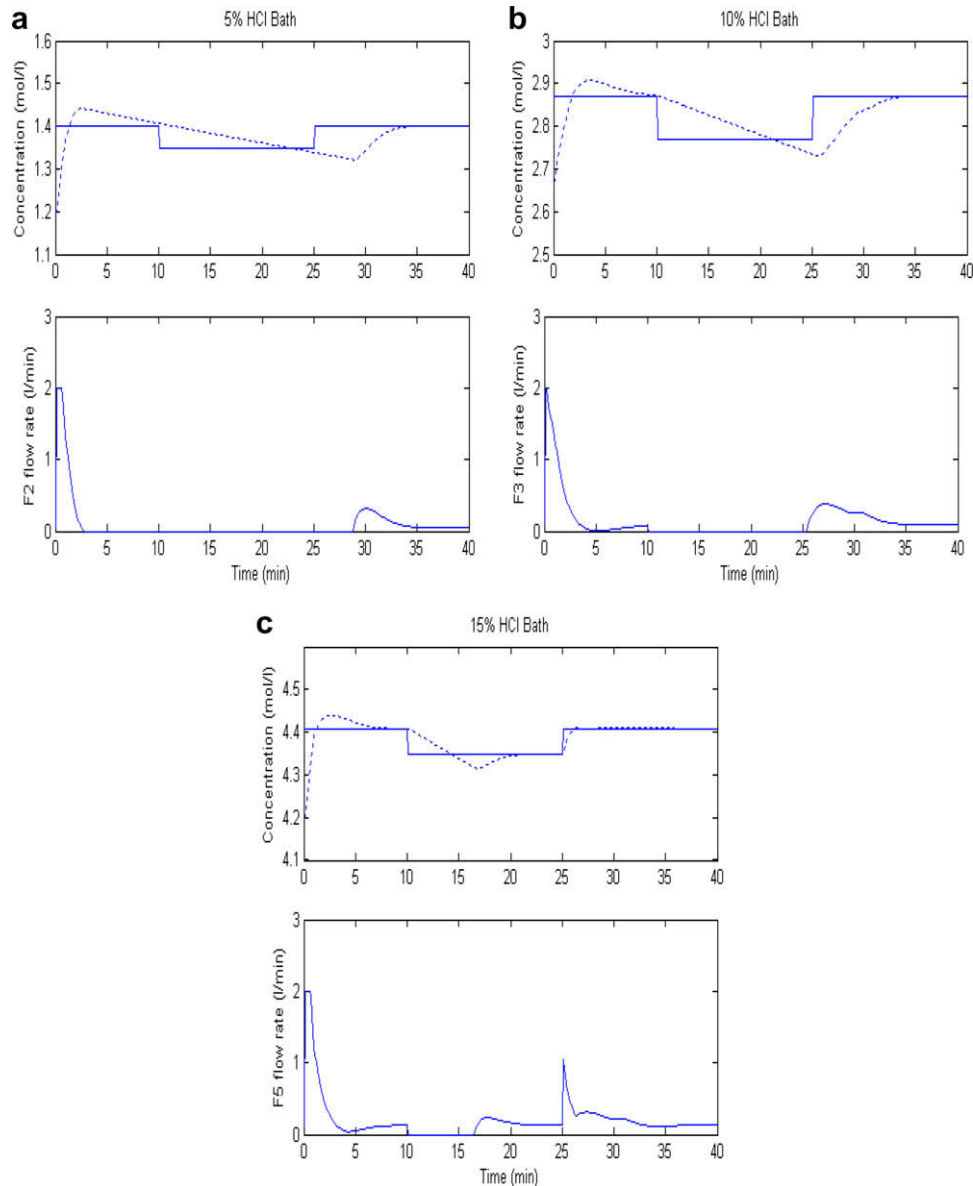 a
5% HCl Bath
Concentration (mol/l)
1.6
1.5
1.4
1.3
1.2
1.1
0 5 10 15 20 25 30 35 40
F2 flow rate (l/min)
3
2
1
0
0 5 10 15 20 25 30 35 40
Time (min)
b
10% HCl Bath
Concentration (mol/l)
3
2.9
2.8
2.7
2.6
2.5
0 5 10 15 20 25 30 35 40
F3 flow rate (l/min)
3
2
1
0
0 5 10 15 20 25 30 35 40
Time (min)
c
15% HCl Bath
Concentration (mol/l)
4.5
4.4
4.3
4.2
4.1
0 5 10 15 20 25 30 35 40
F5 flow rate (l/min)
3
2
1
0
0 5 10 15 20 25 30 35 40
Time (min)